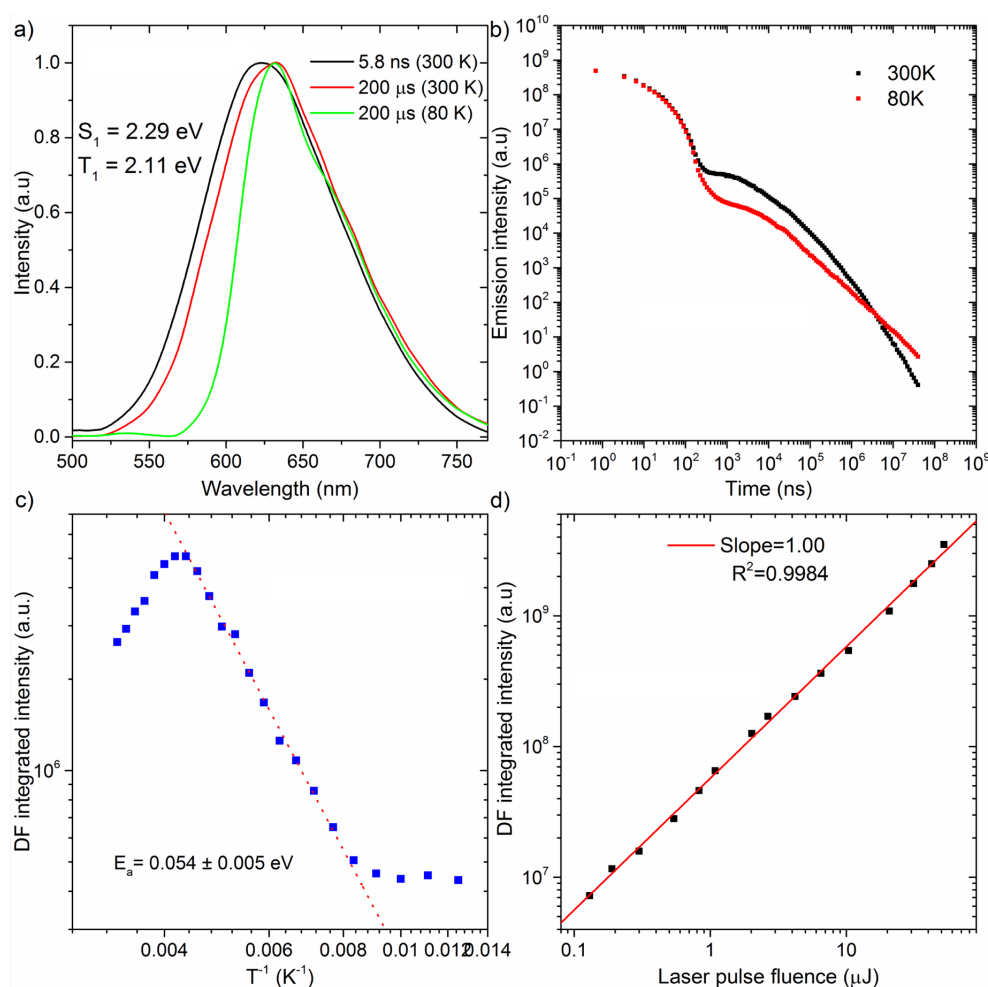 a)
5.8 ns (300 K)
200 μs (300 K)
200 μs (80 K)
S1 = 2.29 eV
T1 = 2.11 eV
1.0
0.8
0.6
0.4
0.2
0.0
Intensity (a.u)
500 550 600 650 700 750
Wavelength (nm)
b)
300K
80K
10^10
10^9
10^8
10^7
10^6
10^5
10^4
10^3
10^2
10^1
10^0
10^-1
10^-2
Emission intensity (a.u)
10^-1 10^0 10^1 10^2 10^3 10^4 10^5 10^6 10^7 10^8 10^9
Time (ns)
c)
10^6
DF integrated intensity (a.u.)
Ea= 0.054 ± 0.005 eV
0.004 0.006 0.008 0.01 0.014
T^-1 (K^-1)
d)
Slope=1.00
R^2=0.9984
10^9
10^8
10^7
DF integrated intensity (a.u)
0.1 1 10
Laser pulse fluence (μJ)